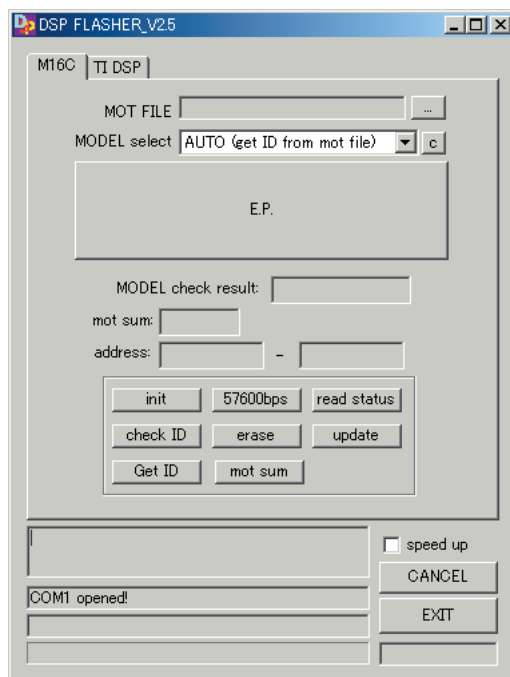 DSP FLASHER_V2.5
M16C TI DSP
MOT FILE ...
MODEL select AUTO (get ID from mot file) c
E.P.
MODEL check result:
mot sum:
address: -
init 57600bps read status
check ID erase update
Get ID mot sum
speed up
CANCEL
COM1 opened!
EXIT